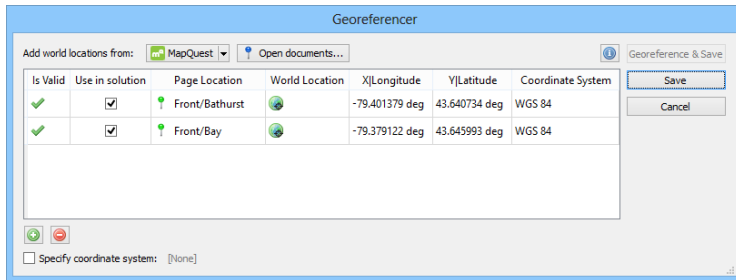 Georeferencer
Add world locations from: m MapQuest Open documents... i Georeference & Save
Is Valid Use in solution Page Location World Location X|Longitude Y|Latitude Coordinate System Save
Front/Bathurst -79.401379 deg 43.640734 deg WGS 84 Cancel
Front/Bay -79.379122 deg 43.645993 deg WGS 84
Specify coordinate system: [None]